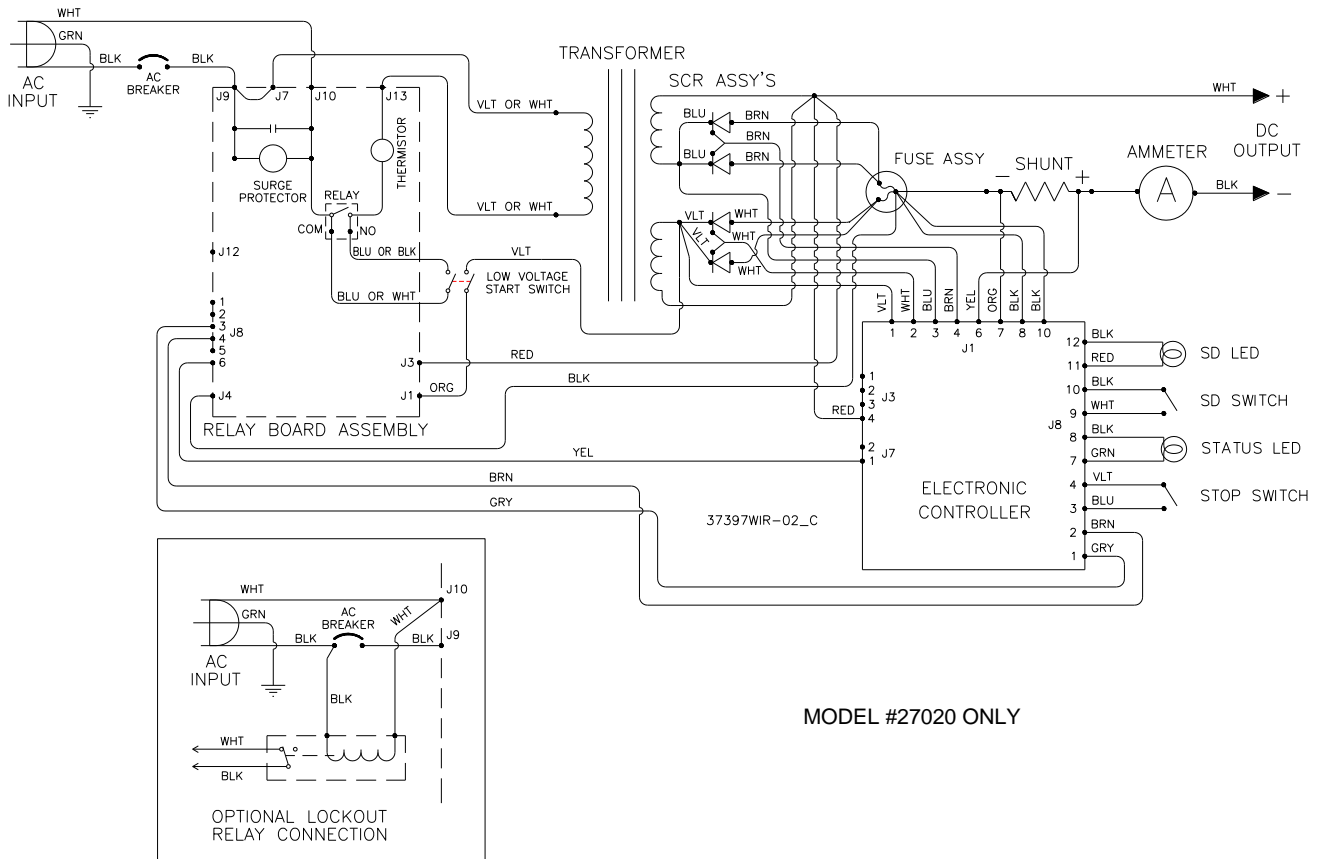 WHT
GRN
BLK
BLK
AC
INPUT
AC
BREAKER
J9
J7
J10
J13
SURGE
PROTECTOR
THERMISTOR
RELAY
COM
NO
J12
BLU OR BLK
BLU OR WHT
VLT
LOW VOLTAGE
START SWITCH
1
2
3
4
5
6
J8
J4
J3
J1
RED
ORG
RELAY BOARD ASSEMBLY
TRANSFORMER
VLT OR WHT
VLT OR WHT
SCR ASSY'S
BLU
BRN
BRN
BLU
BRN
VLT
WHT
VLT
WHT
WHT
FUSE ASSY
- SHUNT +
AMMETER
A
WHT
+
DC
OUTPUT
BLK
-
VLT
WHT
BLU
BRN
YEL
ORG
BLK
BLK
1 2 3 4 6 7 8 10
J1
1
2
3
4
J3
RED
2
1
J7
BLK
YEL
BRN
GRY
37397WIR-02_C
ELECTRONIC
CONTROLLER
J8
12 BLK
11 RED
SD LED
10 BLK
9 WHT
SD SWITCH
8 BLK
7 GRN
STATUS LED
4 VLT
3 BLU
STOP SWITCH
2 BRN
1 GRY
WHT
GRN
BLK
AC
INPUT
AC
BREAKER
BLK
WHT
J10
J9
BLK
WHT
BLK
OPTIONAL LOCKOUT
RELAY CONNECTION
MODEL #27020 ONLY